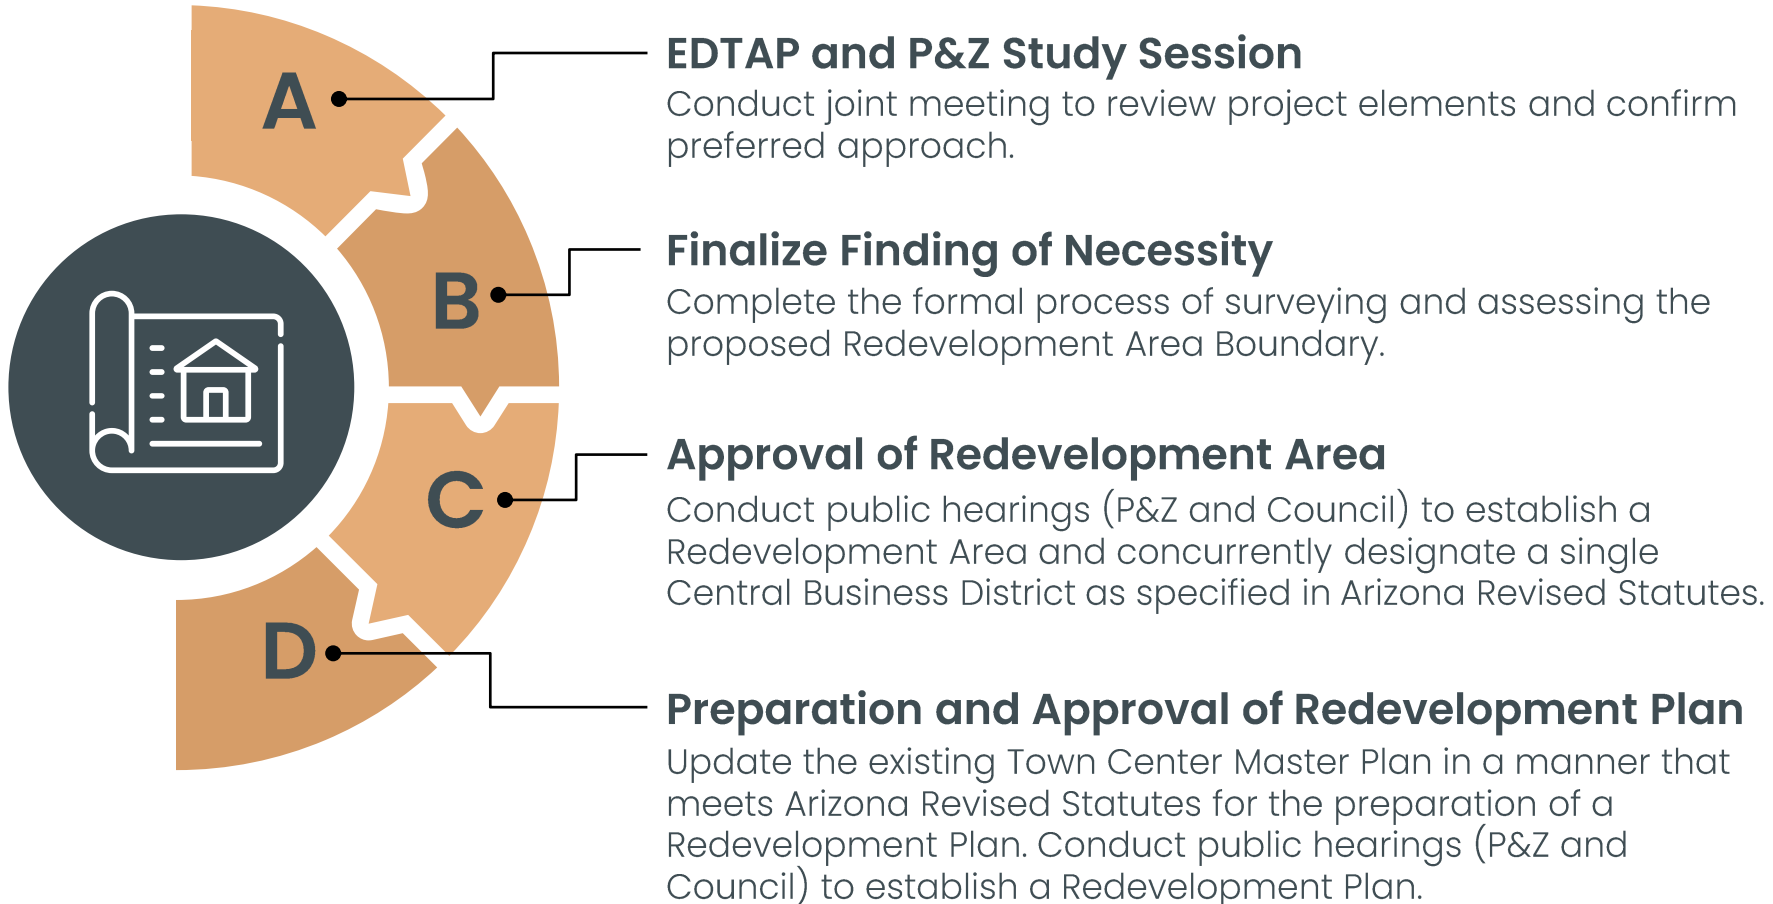 A
EDTAP and P&Z Study Session
Conduct joint meeting to review project elements and confirm
preferred approach.
B
Finalize Finding of Necessity
Complete the formal process of surveying and assessing the
proposed Redevelopment Area Boundary.
C
Approval of Redevelopment Area
Conduct public hearings (P&Z and Council) to establish a
Redevelopment Area and concurrently designate a single
Central Business District as specified in Arizona Revised Statutes.
D
Preparation and Approval of Redevelopment Plan
Update the existing Town Center Master Plan in a manner that
meets Arizona Revised Statutes for the preparation of a
Redevelopment Plan. Conduct public hearings (P&Z and
Council) to establish a Redevelopment Plan.